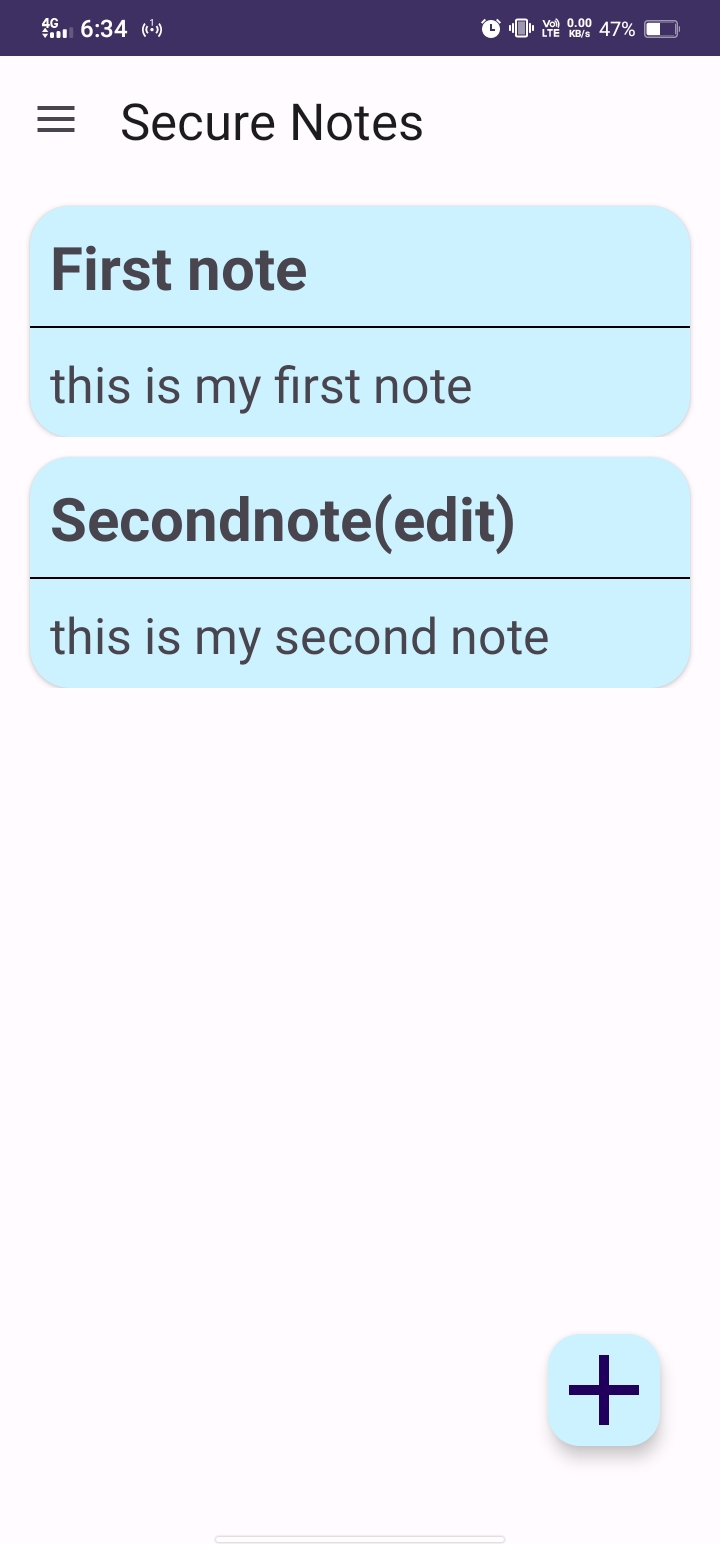 4G 6:34 1 Vo) LTE 0.00 KB/s 47%
Secure Notes
First note
this is my first note
Secondnote(edit)
this is my second note